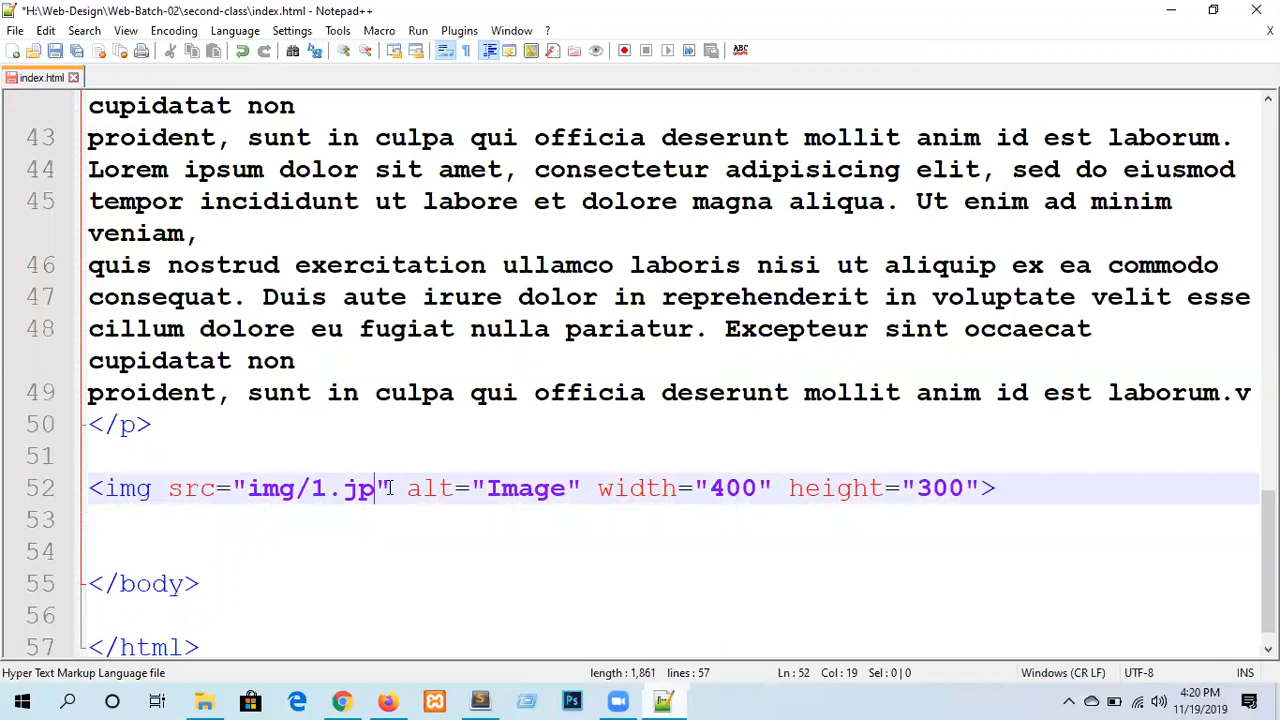 *H:\Web-Design\Web-Batch-02\second-class\index.html - Notepad++
File Edit Search View Encoding Language Settings Tools Macro Run Plugins Window ? X
index.html
cupidatat non
43 proident, sunt in culpa qui officia deserunt mollit anim id est laborum.
44 Lorem ipsum dolor sit amet, consectetur adipisicing elit, sed do eiusmod
45 tempor incididunt ut labore et dolore magna aliqua. Ut enim ad minim
veniam,
46 quis nostrud exercitation ullamco laboris nisi ut aliquip ex ea commodo
47 consequat. Duis aute irure dolor in reprehenderit in voluptate velit esse
48 cillum dolore eu fugiat nulla pariatur. Excepteur sint occaecat
cupidatat non
49 proident, sunt in culpa qui officia deserunt mollit anim id est laborum.v
50 </p>
51
52 <img src="img/1.jp" alt="Image" width="400" height="300">
53
54
55 </body>
56
57 </html>
Hyper Text Markup Language file length : 1,861 lines : 57 Ln : 52 Col : 19 Sel : 0 | 0 Windows (CR LF) UTF-8 INS
4:20 PM
11/19/2019